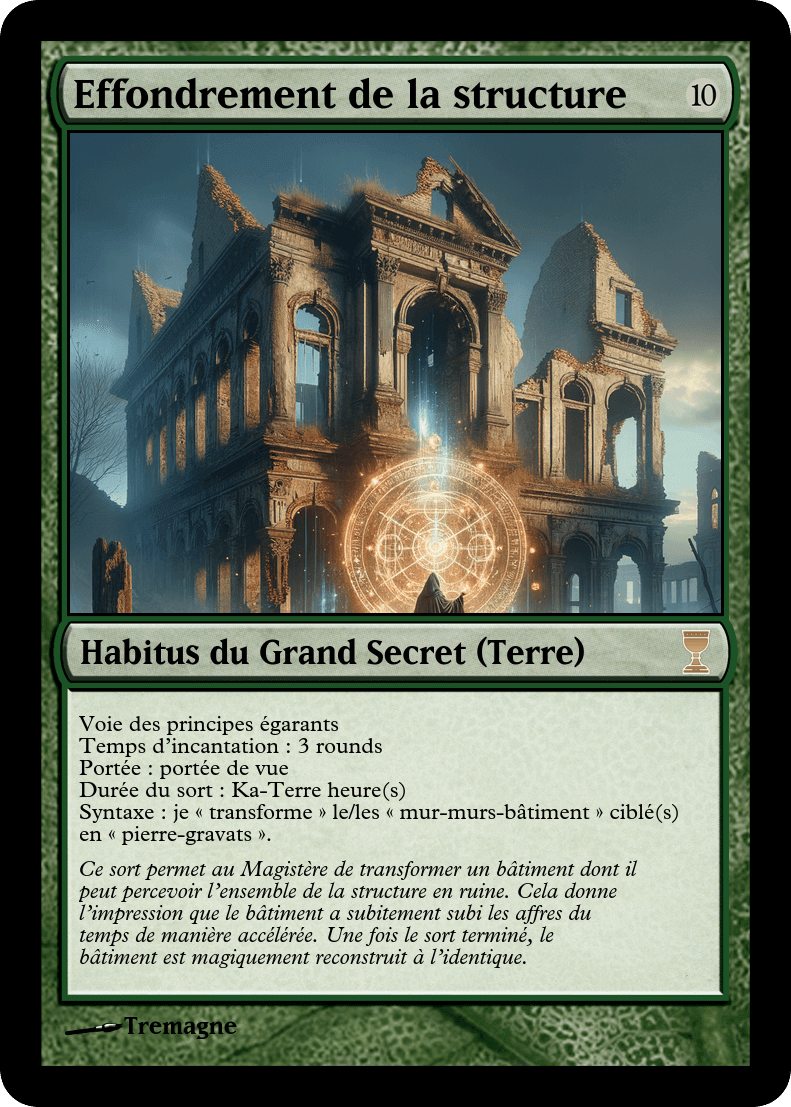 Effondrement de la structure 10
Habitus du Grand Secret (Terre)
Voie des principes égarants
Temps d'incantation : 3 rounds
Portée : portée de vue
Durée du sort : Ka-Terre heure(s)
Syntaxe : je « transforme » le/les « mur-murs-bâtiment » ciblé(s)
en « pierre-gravats ».
Ce sort permet au Magistère de transformer un bâtiment dont il
peut percevoir l'ensemble de la structure en ruine. Cela donne
l'impression que le bâtiment a subitement subi les affres du
temps de manière accélérée. Une fois le sort terminé, le
bâtiment est magiquement reconstruit à l'identique.
Tremagne